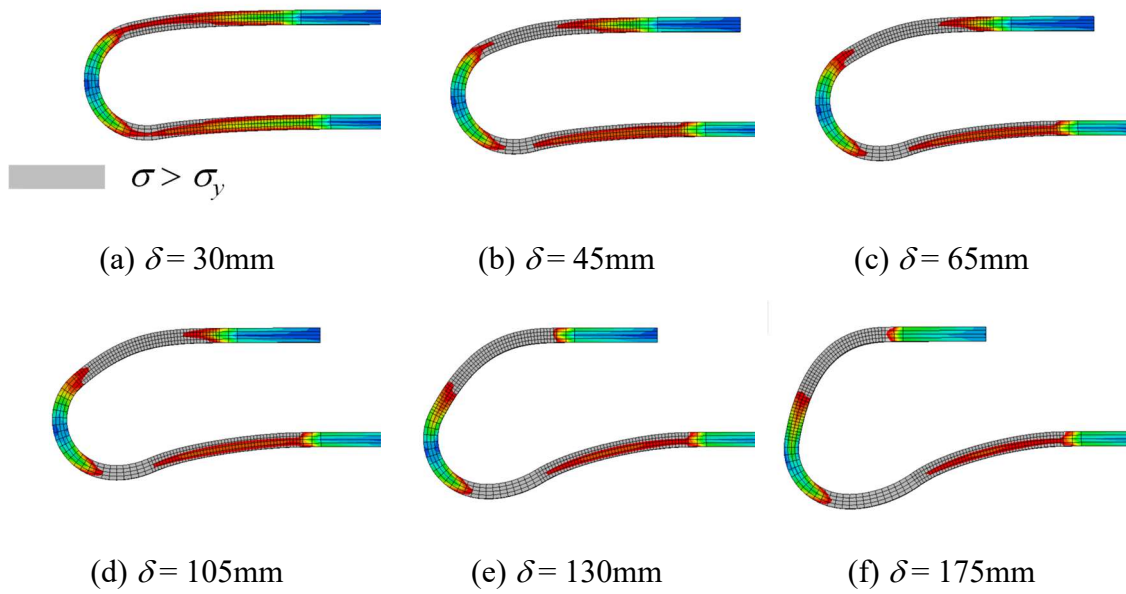 σ > σy
(a) δ = 30mm
(b) δ = 45mm
(c) δ = 65mm
(d) δ = 105mm
(e) δ = 130mm
(f) δ = 175mm